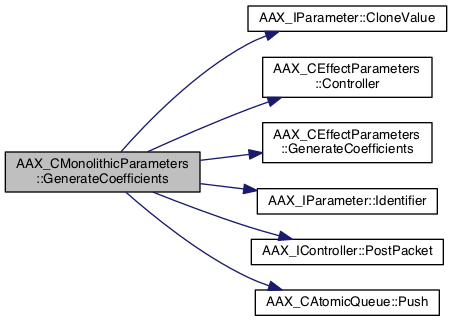 AAX_IParameter::CloneValue
AAX_CEffectParameters
::Controller
AAX_CEffectParameters
::GenerateCoefficients
AAX_CMonolithicParameters
::GenerateCoefficients
AAX_IParameter::Identifier
AAX_IController::PostPacket
AAX_CAtomicQueue::Push